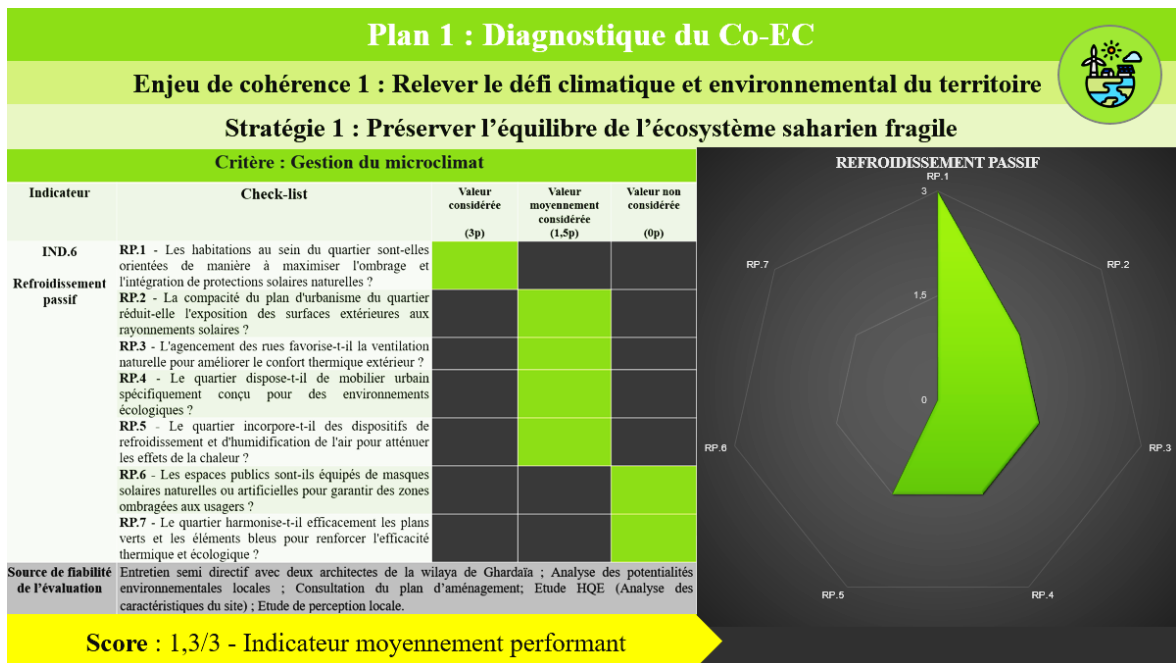 Plan 1 : Diagnostique du Co-EC
Enjeu de cohérence 1 : Relever le défi climatique et environnemental du territoire
Stratégie 1 : Préserver l’équilibre de l’écosystème saharien fragile
Critère : Gestion du microclimat
Indicateur
Check-list
Valeur
considérée
(3p)
Valeur
moyennement
considérée
(1,5p)
Valeur non
considérée
(0p)
IND.6
Refroidissement
passif
RP.1 - Les habitations au sein du quartier sont-elles
orientées de manière à maximiser l'ombrage et
l'intégration de protections solaires naturelles ?
RP.2 - La compacité du plan d'urbanisme du quartier
réduit-elle l'exposition des surfaces extérieures aux
rayonnements solaires ?
RP.3 - L'agencement des rues favorise-t-il la ventilation
naturelle pour améliorer le confort thermique extérieur ?
RP.4 - Le quartier dispose-t-il de mobilier urbain
spécifiquement conçu pour des environnements
écologiques ?
RP.5 - Le quartier incorpore-t-il des dispositifs de
refroidissement et d'humidification de l'air pour atténuer
les effets de la chaleur ?
RP.6 - Les espaces publics sont-ils équipés de masques
solaires naturelles ou artificielles pour garantir des zones
ombragées aux usagers ?
RP.7 - Le quartier harmonise-t-il efficacement les plans
verts et les éléments bleus pour renforcer l'efficacité
thermique et écologique ?
Source de fiabilité
de l’évaluation
Entretien semi directif avec deux architectes de la wilaya de Ghardaïa ; Analyse des potentialités
environnementales locales ; Consultation du plan d’aménagement; Etude HQE (Analyse des
caractéristiques du site) ; Etude de perception locale.
Score : 1,3/3 - Indicateur moyennement performant
REFROIDISSEMENT PASSIF
RP.1
3
RP.7
RP.2
1,5
0
RP.6
RP.3
RP.5
RP.4